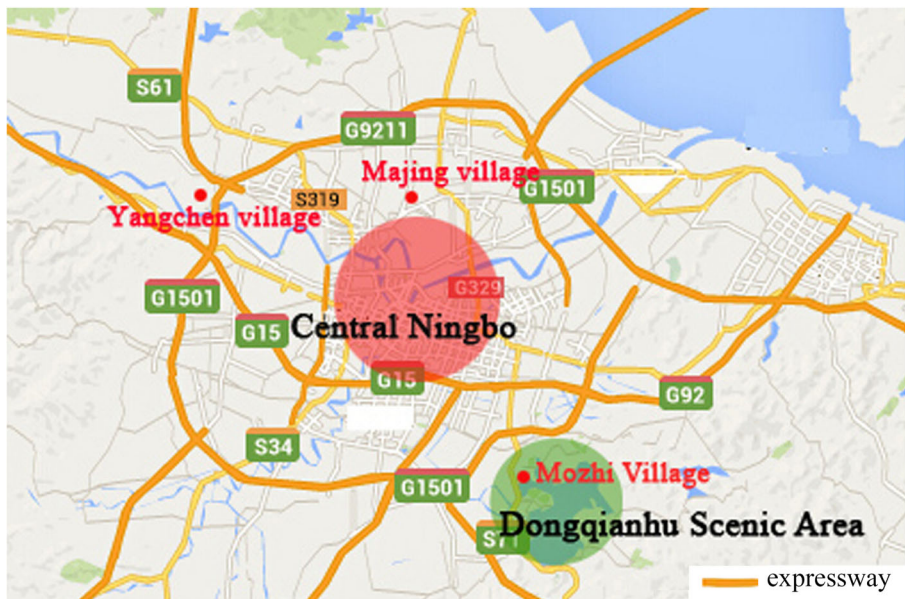 S61
G9211
Majing village
G1501
S319
Yangchen village
G1501
G329
G15
Central Ningbo
G15
G92
S34
G1501
Mozhi Village
Dongqianhu Scenic Area
S71
expressway